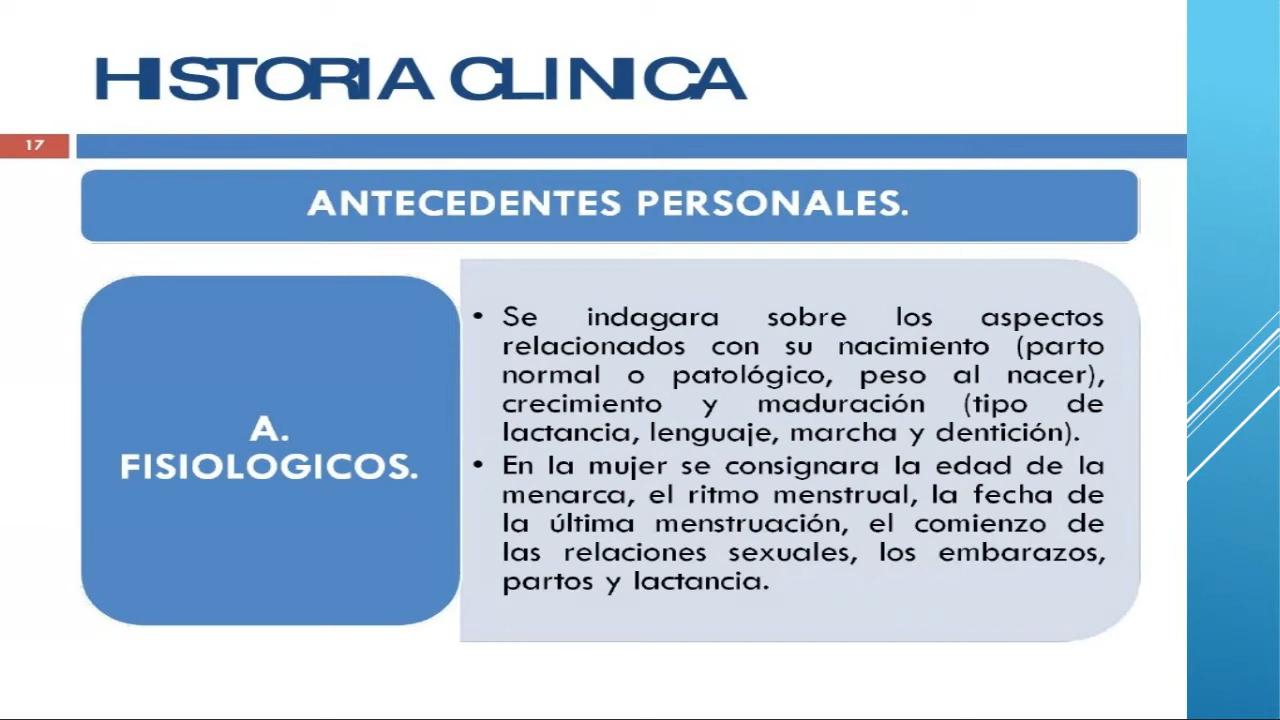 HISTORIA CLINICA
17
ANTECEDENTES PERSONALES.
A.
FISIOLOGICOS.
• Se indagara sobre los aspectos
relacionados con su nacimiento (parto
normal o patológico, peso al nacer),
crecimiento y maduración (tipo de
lactancia, lenguaje, marcha y dentición).
• En la mujer se consignara la edad de la
menarca, el ritmo menstrual, la fecha de
la última menstruación, el comienzo de
las relaciones sexuales, los embarazos,
partos y lactancia.